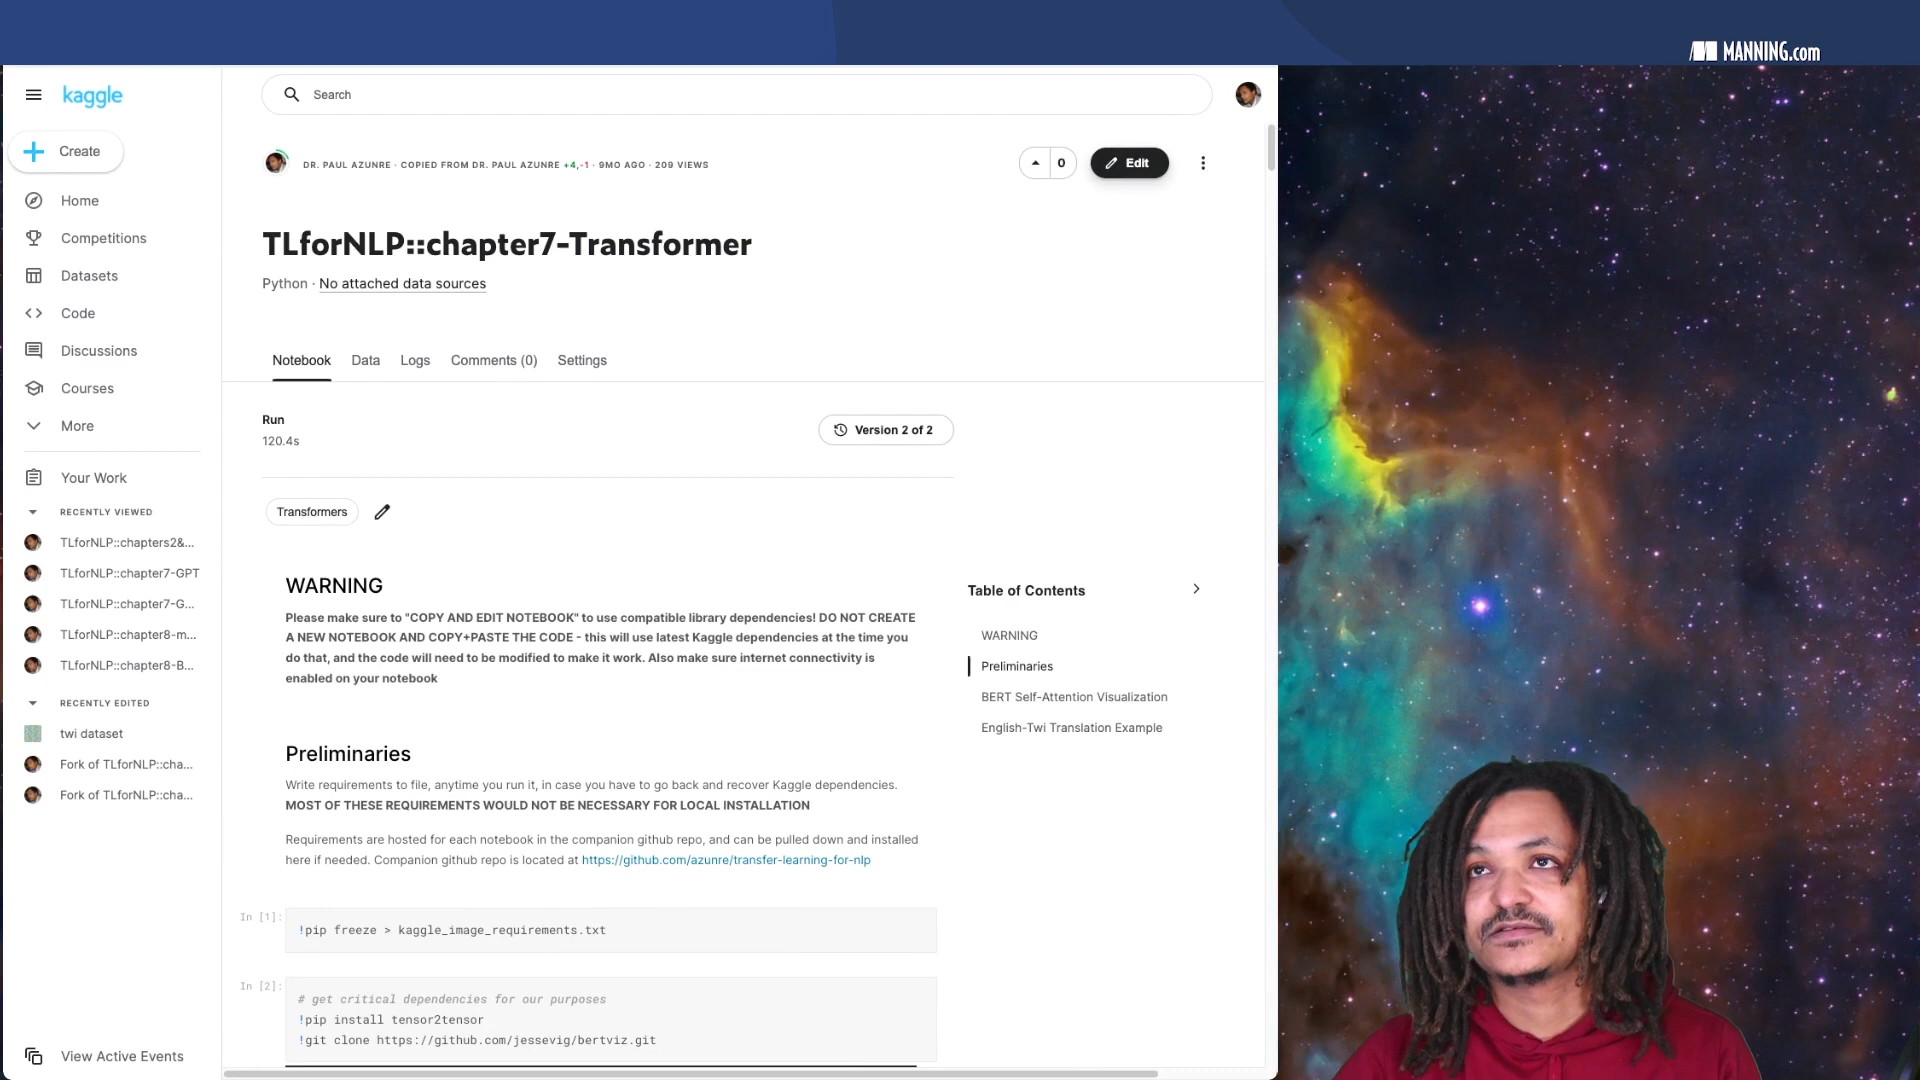 MANNING.com
kaggle
Search
Create
Home
Competitions
Datasets
Code
Discussions
Courses
More
Your Work
RECENTLY VIEWED
TLforNLP::chapters2&...
TLforNLP::chapter7-GPT
TLforNLP::chapter7-G...
TLforNLP::chapter8-m...
TLforNLP::chapter8-B...
RECENTLY EDITED
twi dataset
Fork of TLforNLP::cha...
Fork of TLforNLP::cha...
View Active Events
DR. PAUL AZUNRE · COPIED FROM DR. PAUL AZUNRE +4,-1 · 9MO AGO · 209 VIEWS
0
Edit
TLforNLP::chapter7-Transformer
Python · No attached data sources
Notebook Data Logs Comments (0) Settings
Run
120.4s
Version 2 of 2
Transformers
WARNING
Please make sure to "COPY AND EDIT NOTEBOOK" to use compatible library dependencies! DO NOT CREATE
A NEW NOTEBOOK AND COPY+PASTE THE CODE - this will use latest Kaggle dependencies at the time you
do that, and the code will need to be modified to make it work. Also make sure internet connectivity is
enabled on your notebook
Preliminaries
Write requirements to file, anytime you run it, in case you have to go back and recover Kaggle dependencies.
MOST OF THESE REQUIREMENTS WOULD NOT BE NECESSARY FOR LOCAL INSTALLATION
Requirements are hosted for each notebook in the companion github repo, and can be pulled down and installed
here if needed. Companion github repo is located at https://github.com/azunre/transfer-learning-for-nlp
In [1]:
!pip freeze > kaggle_image_requirements.txt
In [2]:
# get critical dependencies for our purposes
!pip install tensor2tensor
!git clone https://github.com/jessevig/bertviz.git
Table of Contents
WARNING
Preliminaries
BERT Self-Attention Visualization
English-Twi Translation Example